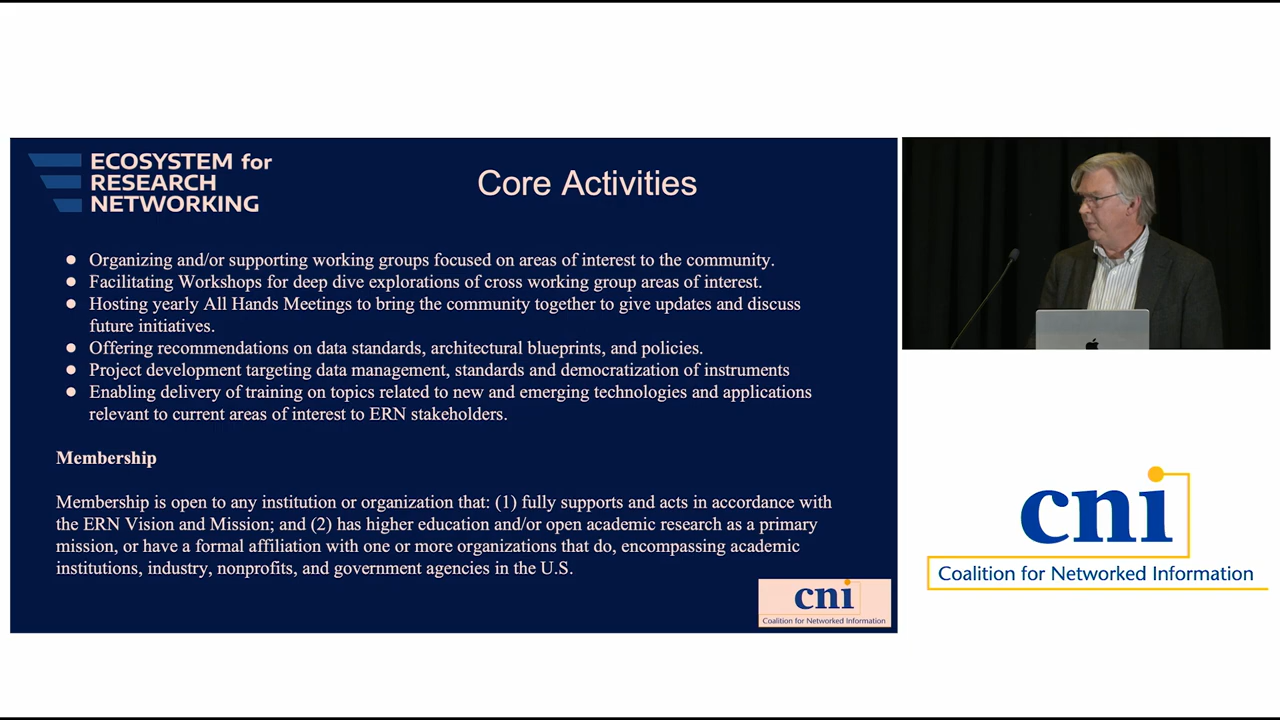 ECOSYSTEM for
RESEARCH
NETWORKING
Core Activities
● Organizing and/or supporting working groups focused on areas of interest to the community.
● Facilitating Workshops for deep dive explorations of cross working group areas of interest.
● Hosting yearly All Hands Meetings to bring the community together to give updates and discuss
future initiatives.
● Offering recommendations on data standards, architectural blueprints, and policies.
● Project development targeting data management, standards and democratization of instruments
● Enabling delivery of training on topics related to new and emerging technologies and applications
relevant to current areas of interest to ERN stakeholders.
Membership
Membership is open to any institution or organization that: (1) fully supports and acts in accordance with
the ERN Vision and Mission; and (2) has higher education and/or open academic research as a primary
mission, or have a formal affiliation with one or more organizations that do, encompassing academic
institutions, industry, nonprofits, and government agencies in the U.S.
cni
Coalition for Networked Information
cni
Coalition for Networked Information